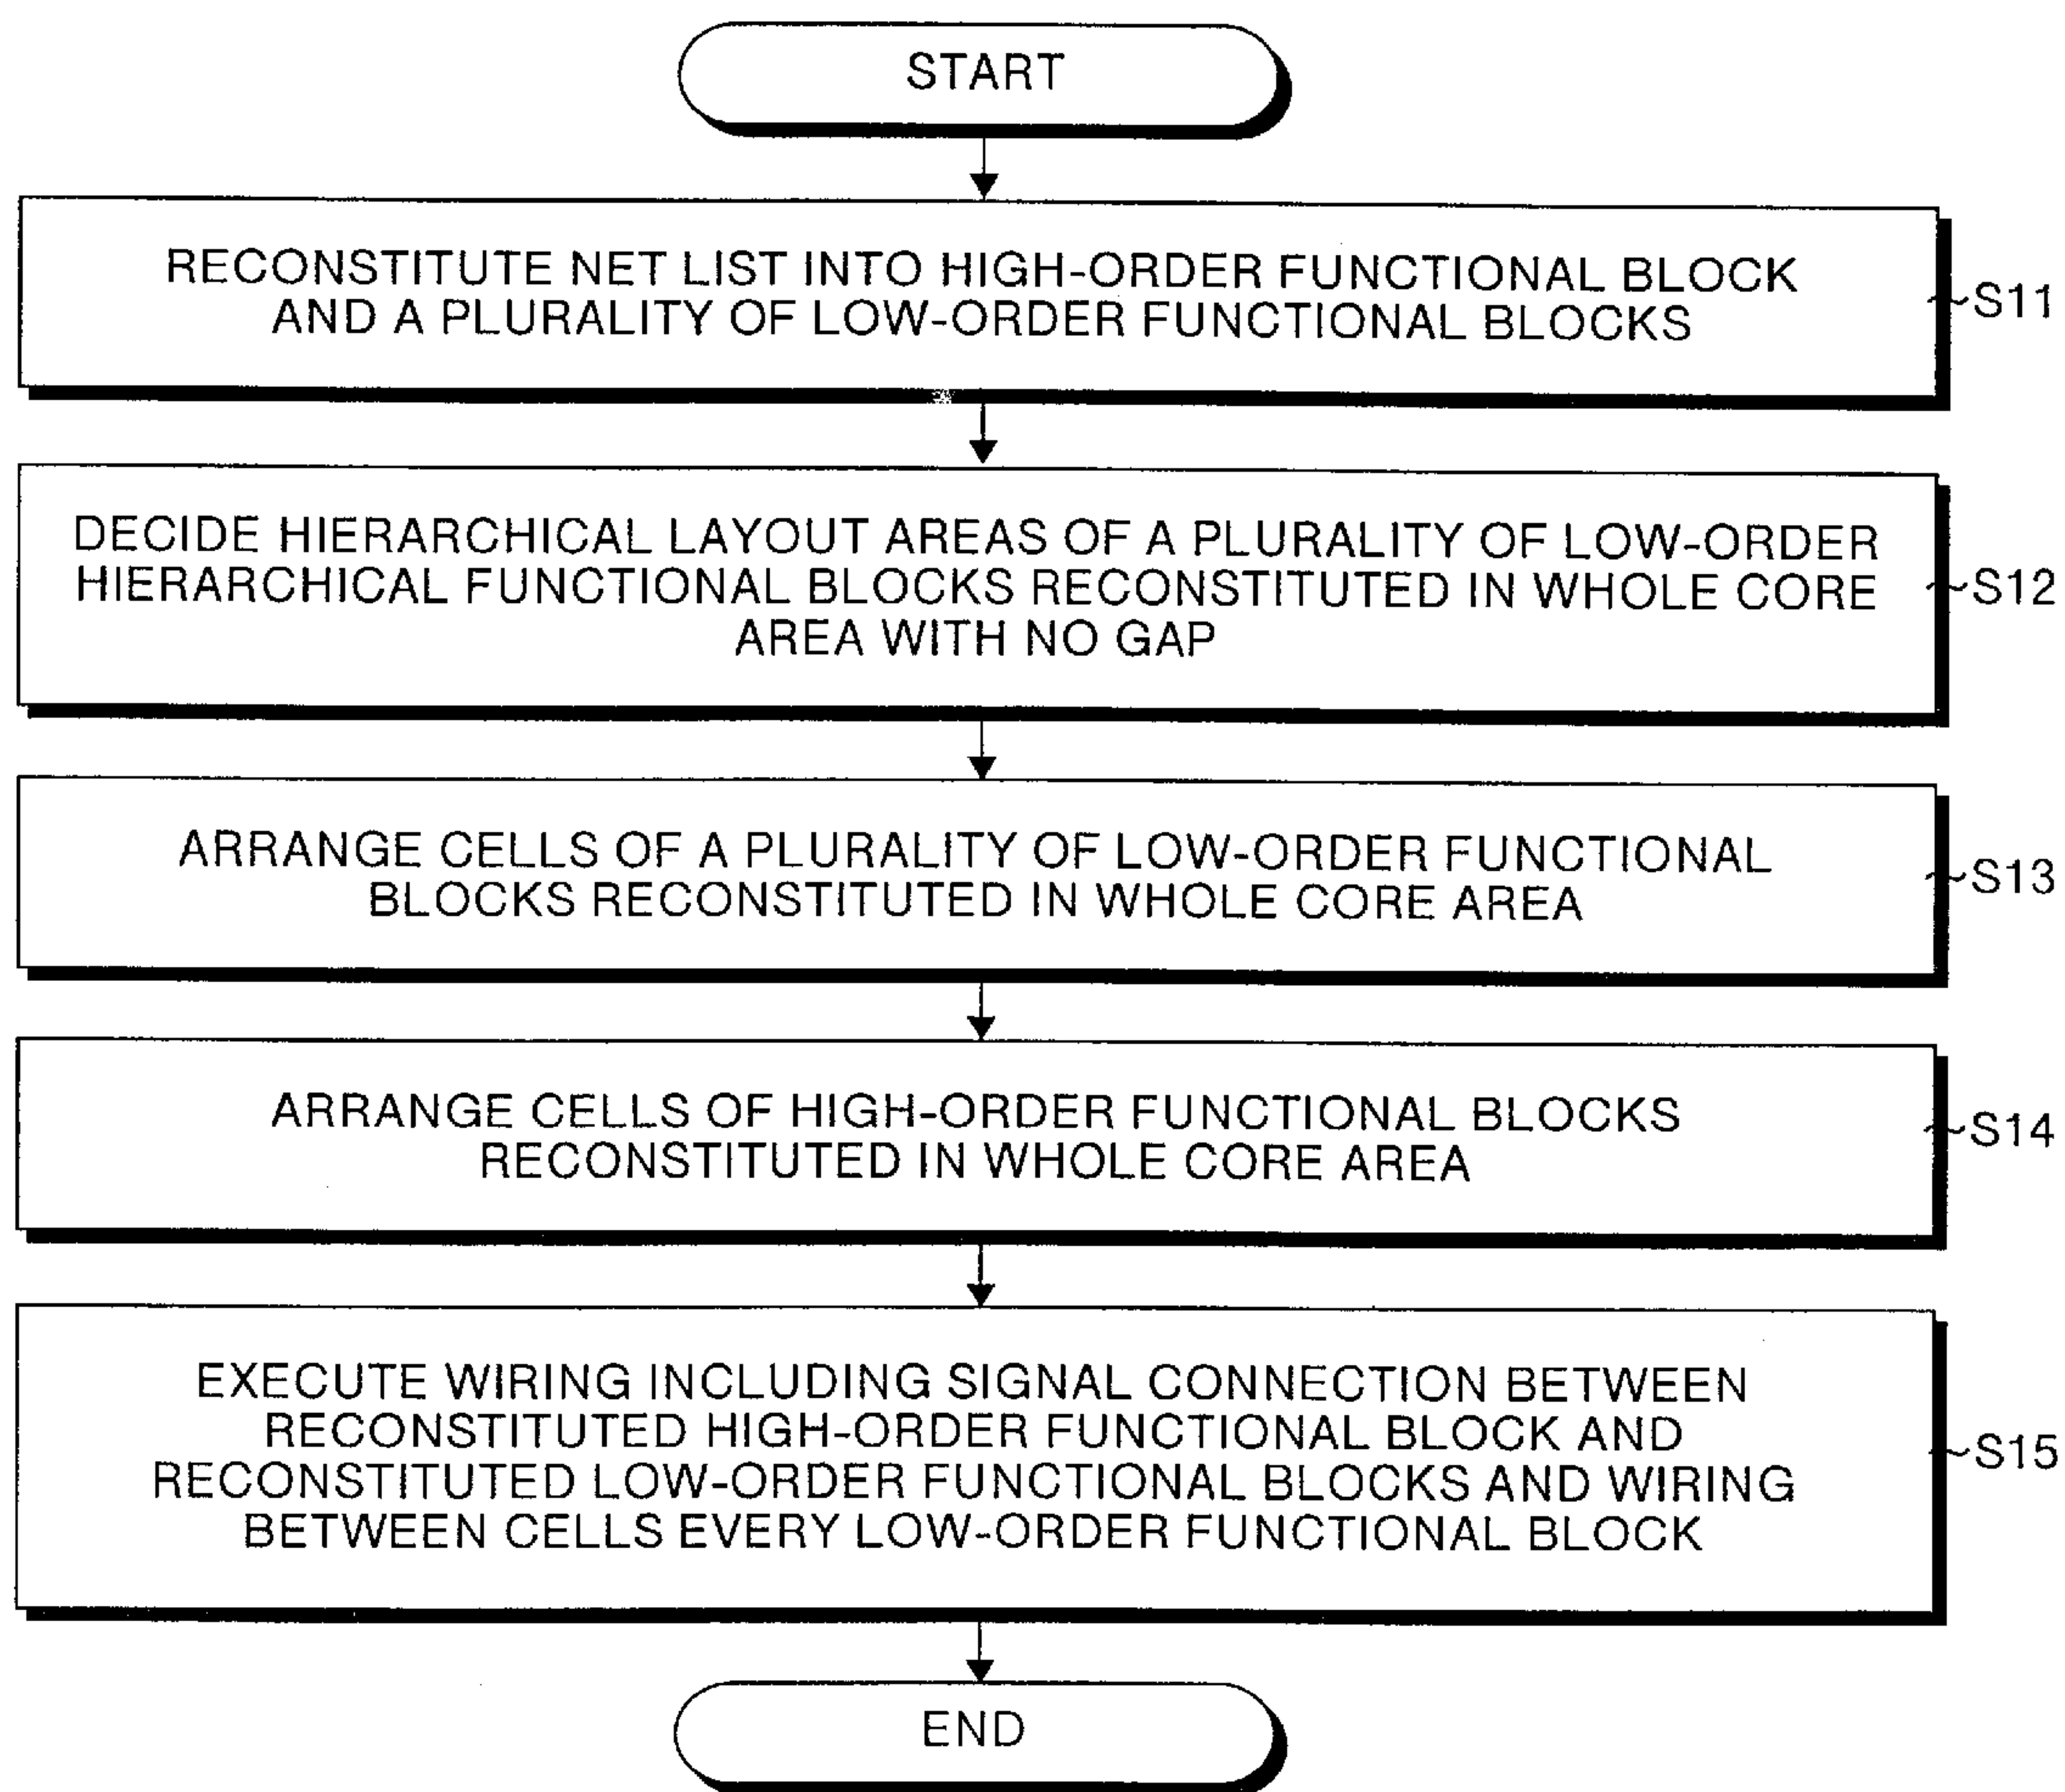 START
RECONSTITUTE NET LIST INTO HIGH-ORDER FUNCTIONAL BLOCK
AND A PLURALITY OF LOW-ORDER FUNCTIONAL BLOCKS
S11
DECIDE HIERARCHICAL LAYOUT AREAS OF A PLURALITY OF LOW-ORDER
HIERARCHICAL FUNCTIONAL BLOCKS RECONSTITUTED IN WHOLE CORE
AREA WITH NO GAP
S12
ARRANGE CELLS OF A PLURALITY OF LOW-ORDER FUNCTIONAL
BLOCKS RECONSTITUTED IN WHOLE CORE AREA
S13
ARRANGE CELLS OF HIGH-ORDER FUNCTIONAL BLOCKS
RECONSTITUTED IN WHOLE CORE AREA
S14
EXECUTE WIRING INCLUDING SIGNAL CONNECTION BETWEEN
RECONSTITUTED HIGH-ORDER FUNCTIONAL BLOCK AND
RECONSTITUTED LOW-ORDER FUNCTIONAL BLOCKS AND WIRING
BETWEEN CELLS EVERY LOW-ORDER FUNCTIONAL BLOCK
S15
END